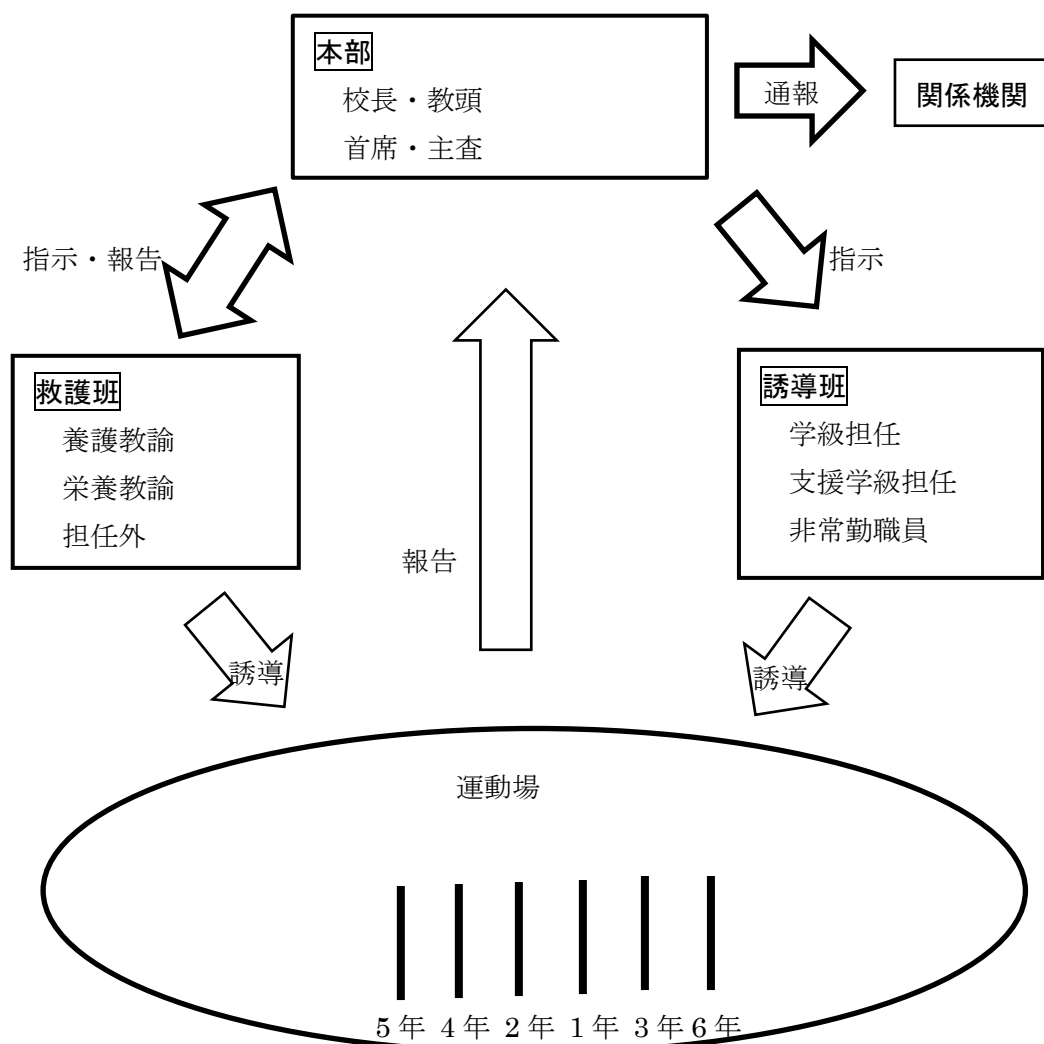 本部
校長・教頭
首席・主査
通報
関係機関
指示・報告
指示
救護班
養護教諭
栄養教諭
担任外
誘導班
学級担任
支援学級担任
非常勤職員
報告
誘導
誘導
運動場
5年 4年 2年 1年 3年 6年